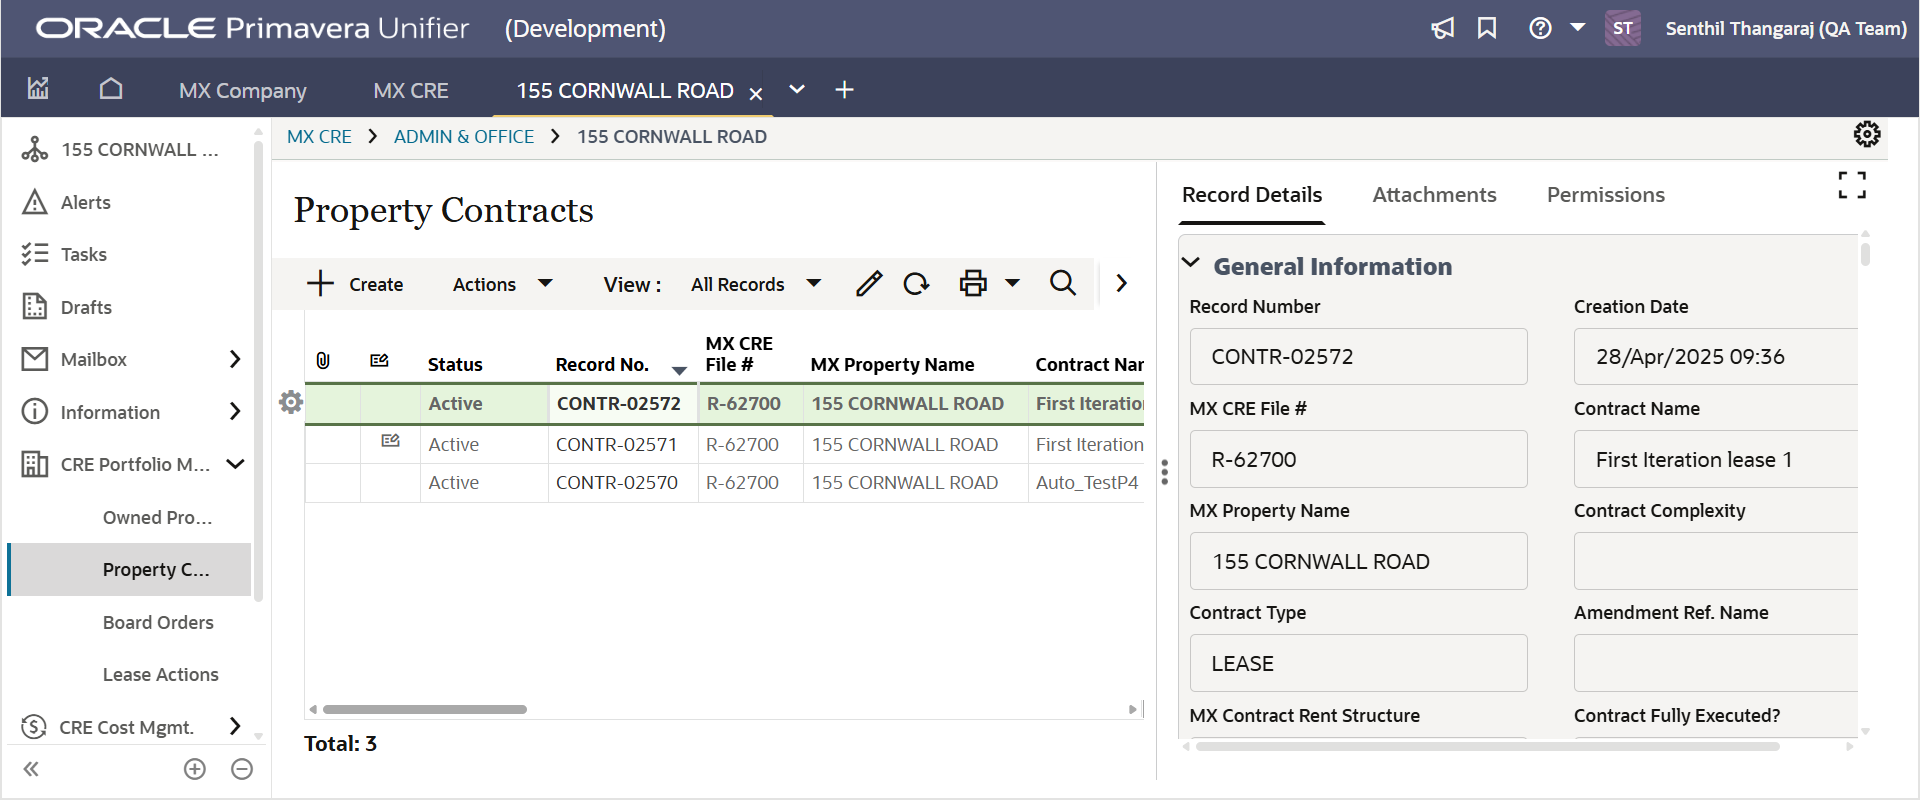 ORACLE Primavera Unifier (Development)
ST Senthil Thangaraj (QA Team)
MX Company MX CRE 155 CORNWALL ROAD
155 CORNWALL ...
Alerts
Tasks
Drafts
Mailbox
Information
CRE Portfolio M...
Owned Pro...
Property C...
Board Orders
Lease Actions
CRE Cost Mgmt.
MX CRE > ADMIN & OFFICE > 155 CORNWALL ROAD
Property Contracts
Create Actions View : All Records
Status Record No. MX CRE File # MX Property Name Contract Nar
Active CONTR-02572 R-62700 155 CORNWALL ROAD First Iteration
Active CONTR-02571 R-62700 155 CORNWALL ROAD First Iteration
Active CONTR-02570 R-62700 155 CORNWALL ROAD Auto_TestP4
Total: 3
Record Details Attachments Permissions
General Information
Record Number Creation Date
CONTR-02572 28/Apr/2025 09:36
MX CRE File # Contract Name
R-62700 First Iteration lease 1
MX Property Name Contract Complexity
155 CORNWALL ROAD
Contract Type Amendment Ref. Name
LEASE
MX Contract Rent Structure Contract Fully Executed?